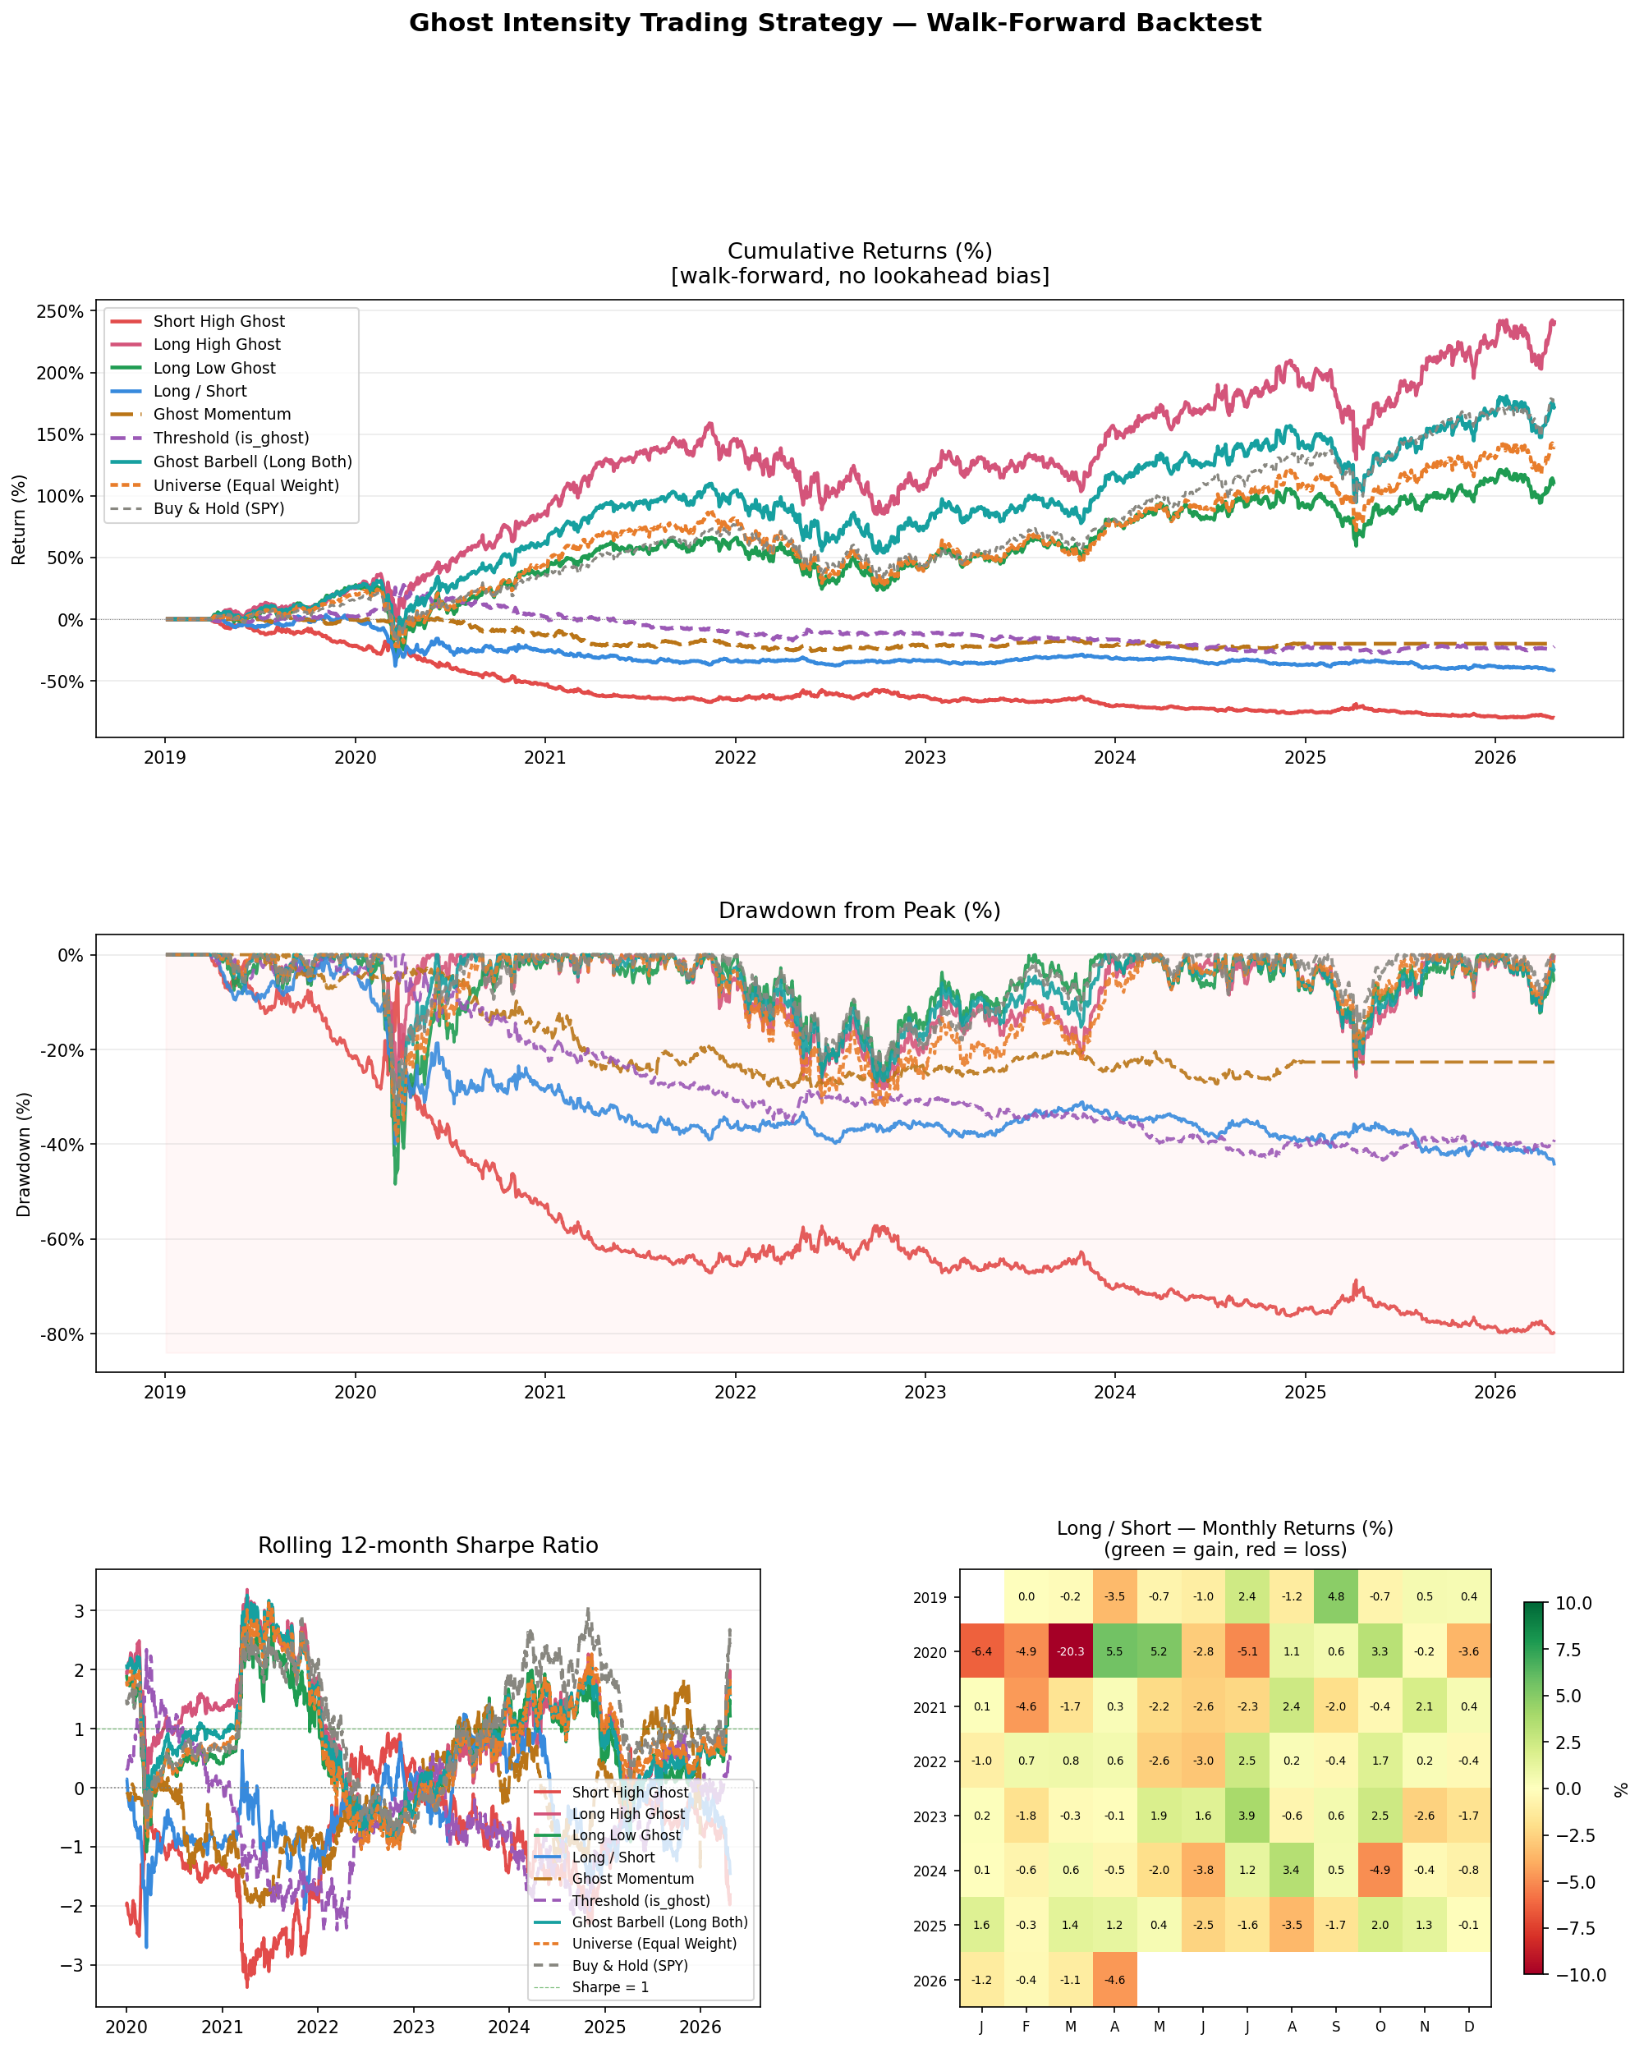 Ghost Intensity Trading Strategy — Walk-Forward Backtest
Cumulative Returns (%)
[walk-forward, no lookahead bias]
Return (%)
250%
200%
150%
100%
50%
0%
-50%
Short High Ghost
Long High Ghost
Long Low Ghost
Long / Short
Ghost Momentum
Threshold (is_ghost)
Ghost Barbell (Long Both)
Universe (Equal Weight)
Buy & Hold (SPY)
2019 2020 2021 2022 2023 2024 2025 2026
Drawdown from Peak (%)
Drawdown (%)
0%
-20%
-40%
-60%
-80%
2019 2020 2021 2022 2023 2024 2025 2026
Rolling 12-month Sharpe Ratio
3
2
1
0
−1
−2
−3
Short High Ghost
Long High Ghost
Long Low Ghost
Long / Short
Ghost Momentum
Threshold (is_ghost)
Ghost Barbell (Long Both)
Universe (Equal Weight)
Buy & Hold (SPY)
Sharpe = 1
2020 2021 2022 2023 2024 2025 2026
Long / Short — Monthly Returns (%)
(green = gain, red = loss)
2019 0.0 -0.2 -3.5 -0.7 -1.0 2.4 -1.2 4.8 -0.7 0.5 0.4
2020 -6.4 -4.9 -20.3 5.5 5.2 -2.8 -5.1 1.1 0.6 3.3 -0.2 -3.6
2021 0.1 -4.6 -1.7 0.3 -2.2 -2.6 -2.3 2.4 -2.0 -0.4 2.1 0.4
2022 -1.0 0.7 0.8 0.6 -2.6 -3.0 2.5 0.2 -0.4 1.7 0.2 -0.4
2023 0.2 -1.8 -0.3 -0.1 1.9 1.6 3.9 -0.6 0.6 2.5 -2.6 -1.7
2024 0.1 -0.6 0.6 -0.5 -2.0 -3.8 1.2 3.4 0.5 -4.9 -0.4 -0.8
2025 1.6 -0.3 1.4 1.2 0.4 -2.5 -1.6 -3.5 -1.7 2.0 1.3 -0.1
2026 -1.2 -0.4 -1.1 -4.6
J F M A M J J A S O N D
10.0
7.5
5.0
2.5
0.0
−2.5
−5.0
−7.5
−10.0
%